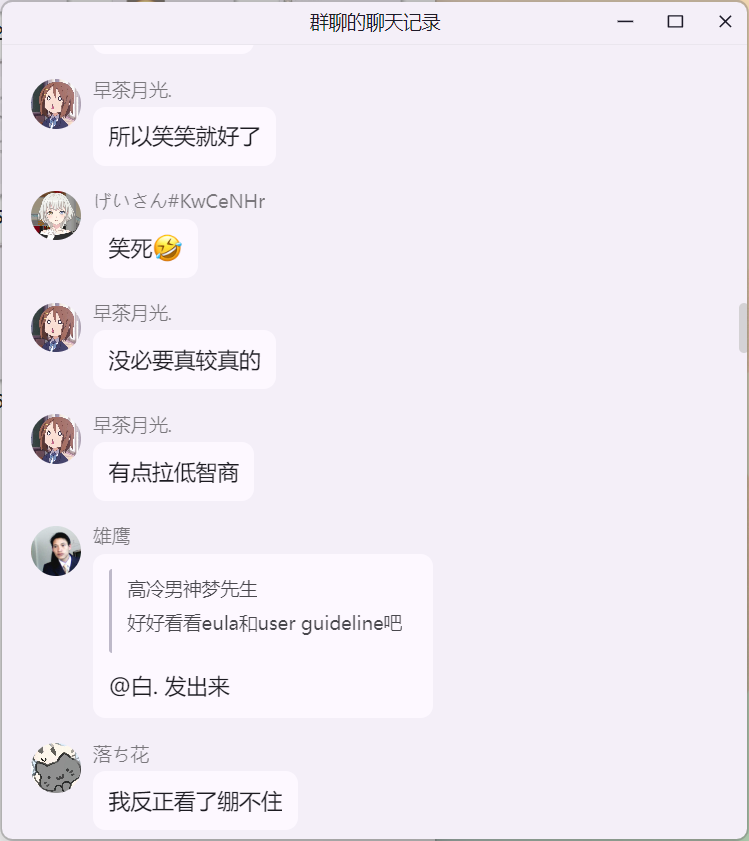 群聊的聊天记录
早茶月光.
所以笑笑就好了
げいさん#KwCeNHr
笑死🤣
早茶月光.
没必要真较真的
早茶月光.
有点拉低智商
雄鹰
高冷男神梦先生
好好看看eula和user guideline吧
@白. 发出来
落ち花
我反正看了绷不住